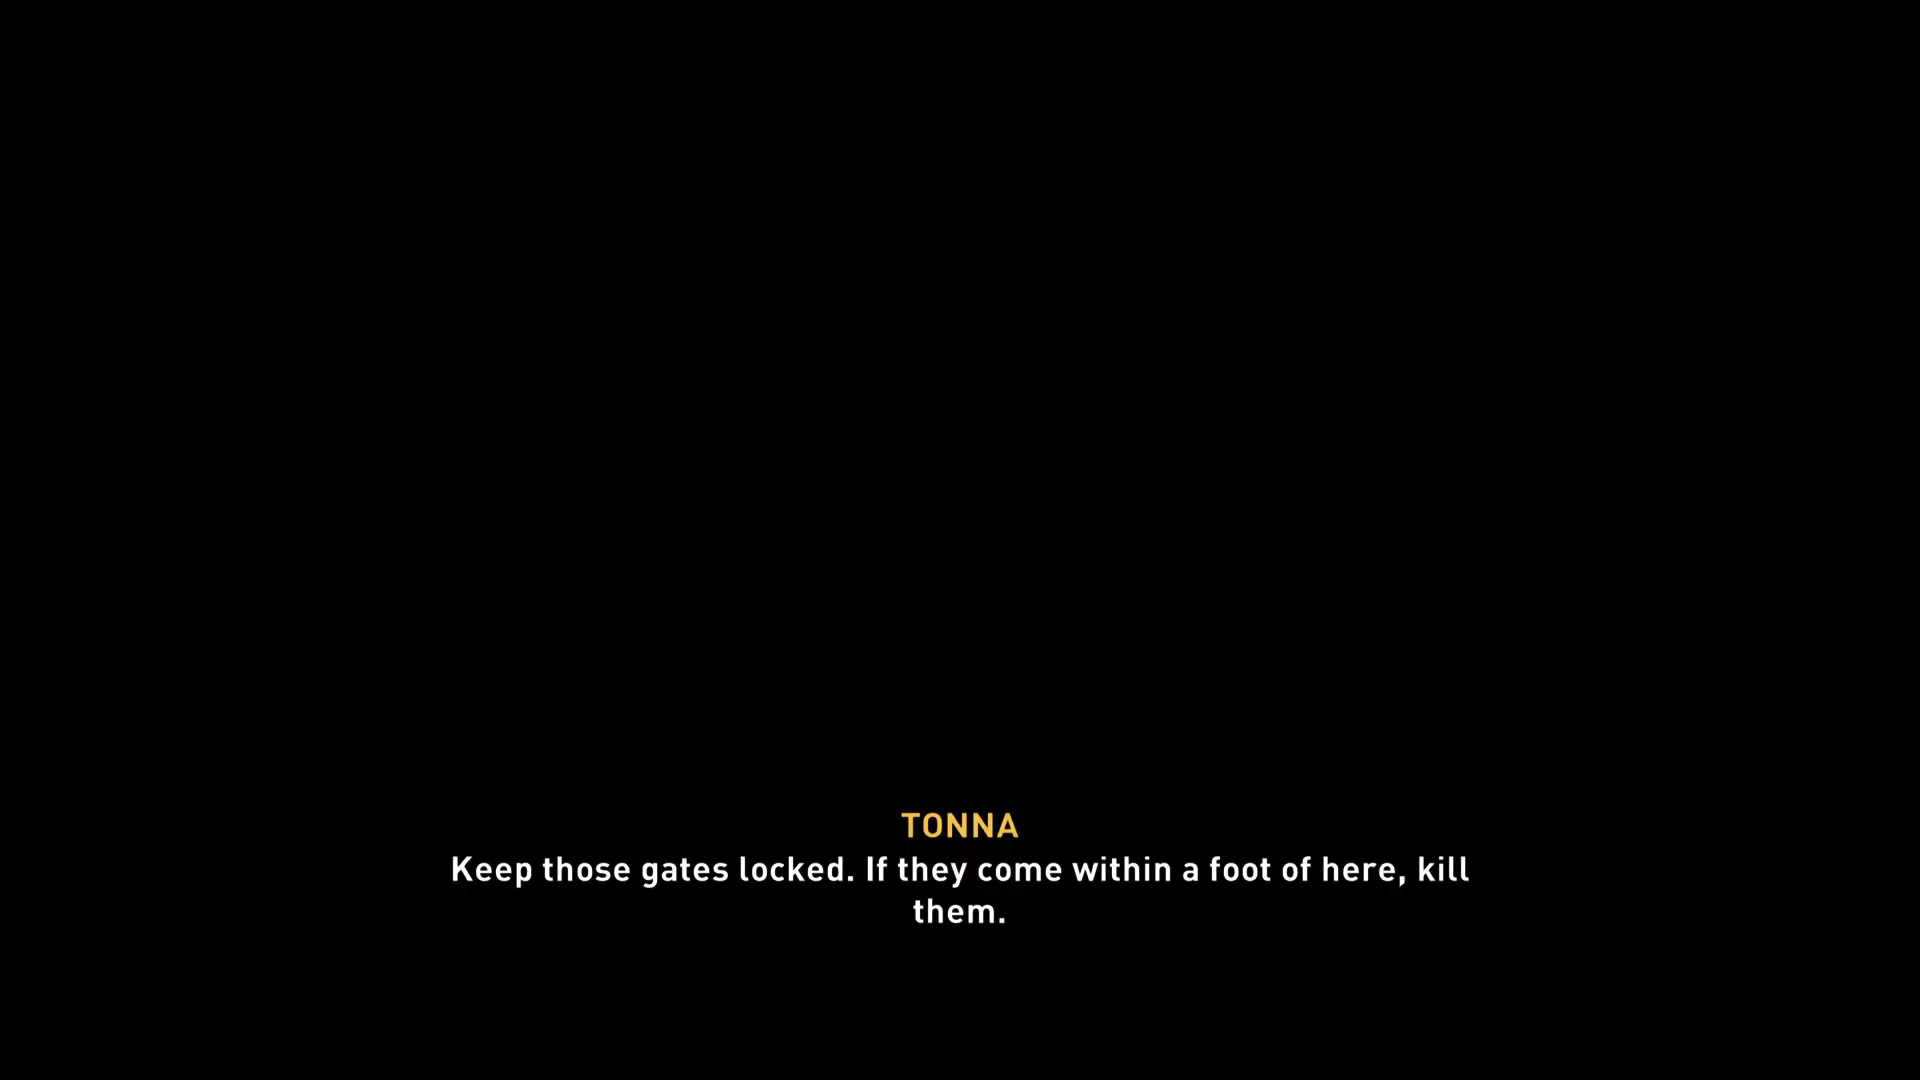 TONNA
Keep those gates locked. If they come within a foot of here, kill
them.